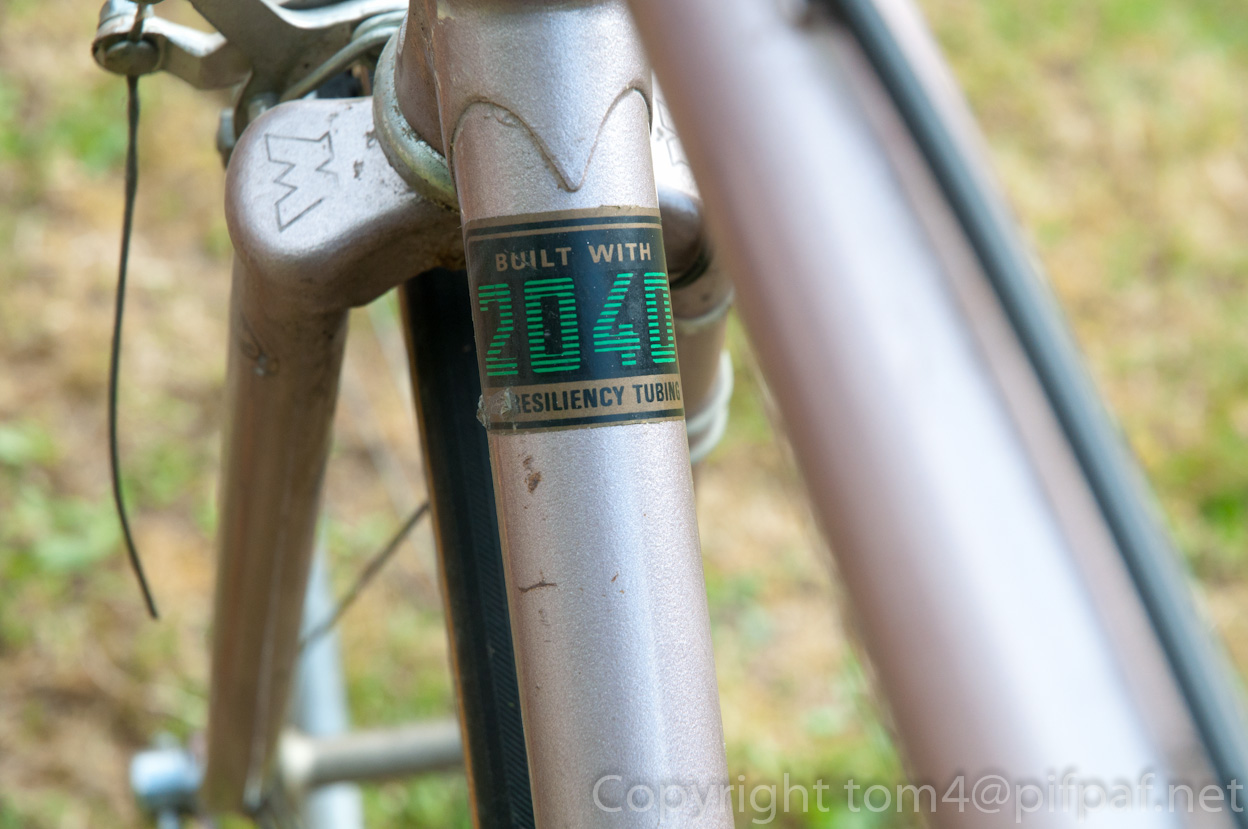 W
BUILT WITH
2040
RESILIENCY TUBING
Copyright tom4@pifpaf.net